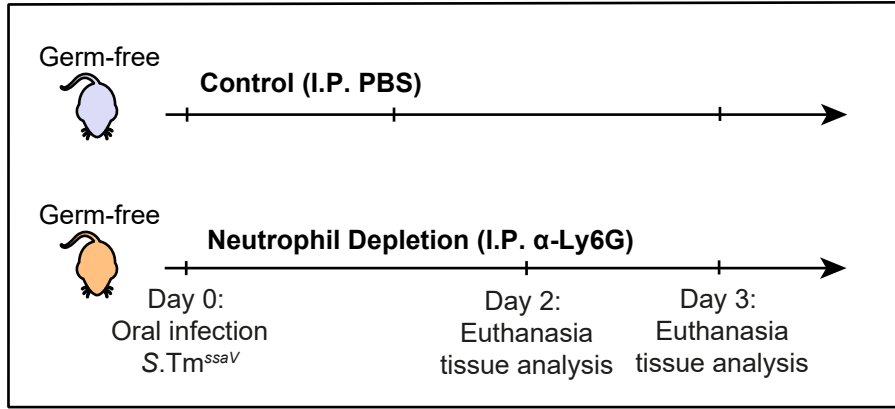 Germ-free
Control (I.P. PBS)
Germ-free
Neutrophil Depletion (I.P. α-Ly6G)
Day 0:
Oral infection
S.TmssaV
Day 2:
Euthanasia
tissue analysis
Day 3:
Euthanasia
tissue analysis